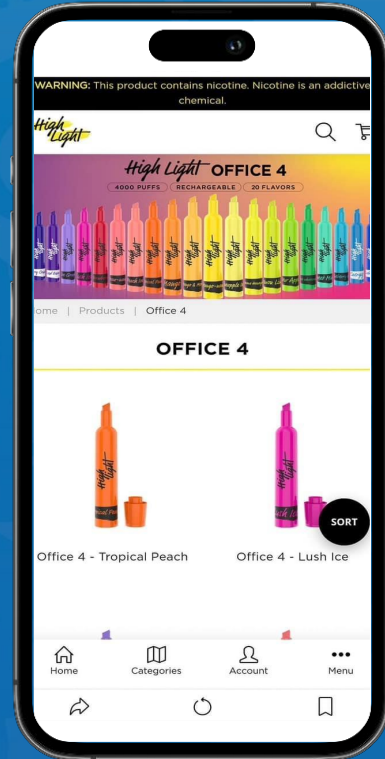 WARNING: This product contains nicotine. Nicotine is an addictive
chemical.
High
Light
High Light OFFICE 4
4000 PUFFS RECHARGEABLE 20 FLAVORS
ome | Products | Office 4
OFFICE 4
High Light
High Light
SORT
Office 4 - Tropical Peach
Office 4 - Lush Ice
Home
Categories
Account
Menu